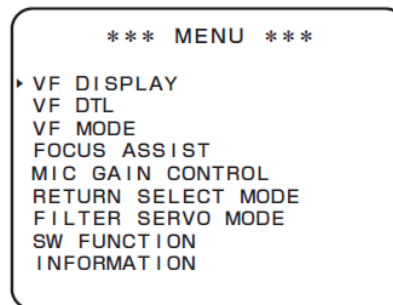 *** MENU ***
VF DISPLAY
VF DTL
VF MODE
FOCUS ASSIST
MIC GAIN CONTROL
RETURN SELECT MODE
FILTER SERVO MODE
SW FUNCTION
INFORMATION